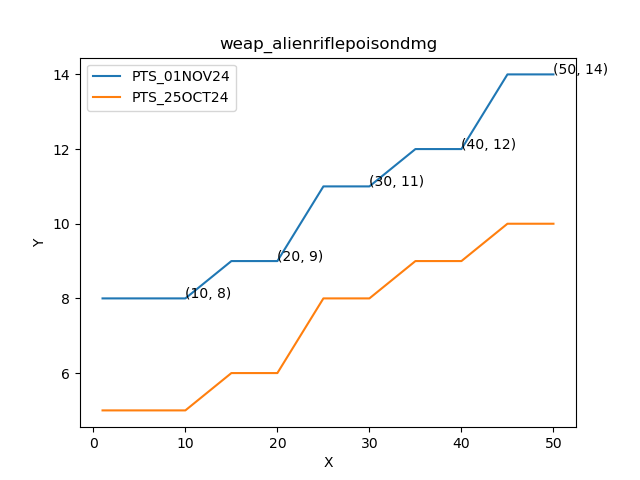 weap_alienriflepoisondmg
PTS_01NOV24
PTS_25OCT24
(50, 14)
(40, 12)
(30, 11)
(20, 9)
(10, 8)
14
12
10
8
6
Y
0 10 20 30 40 50
X